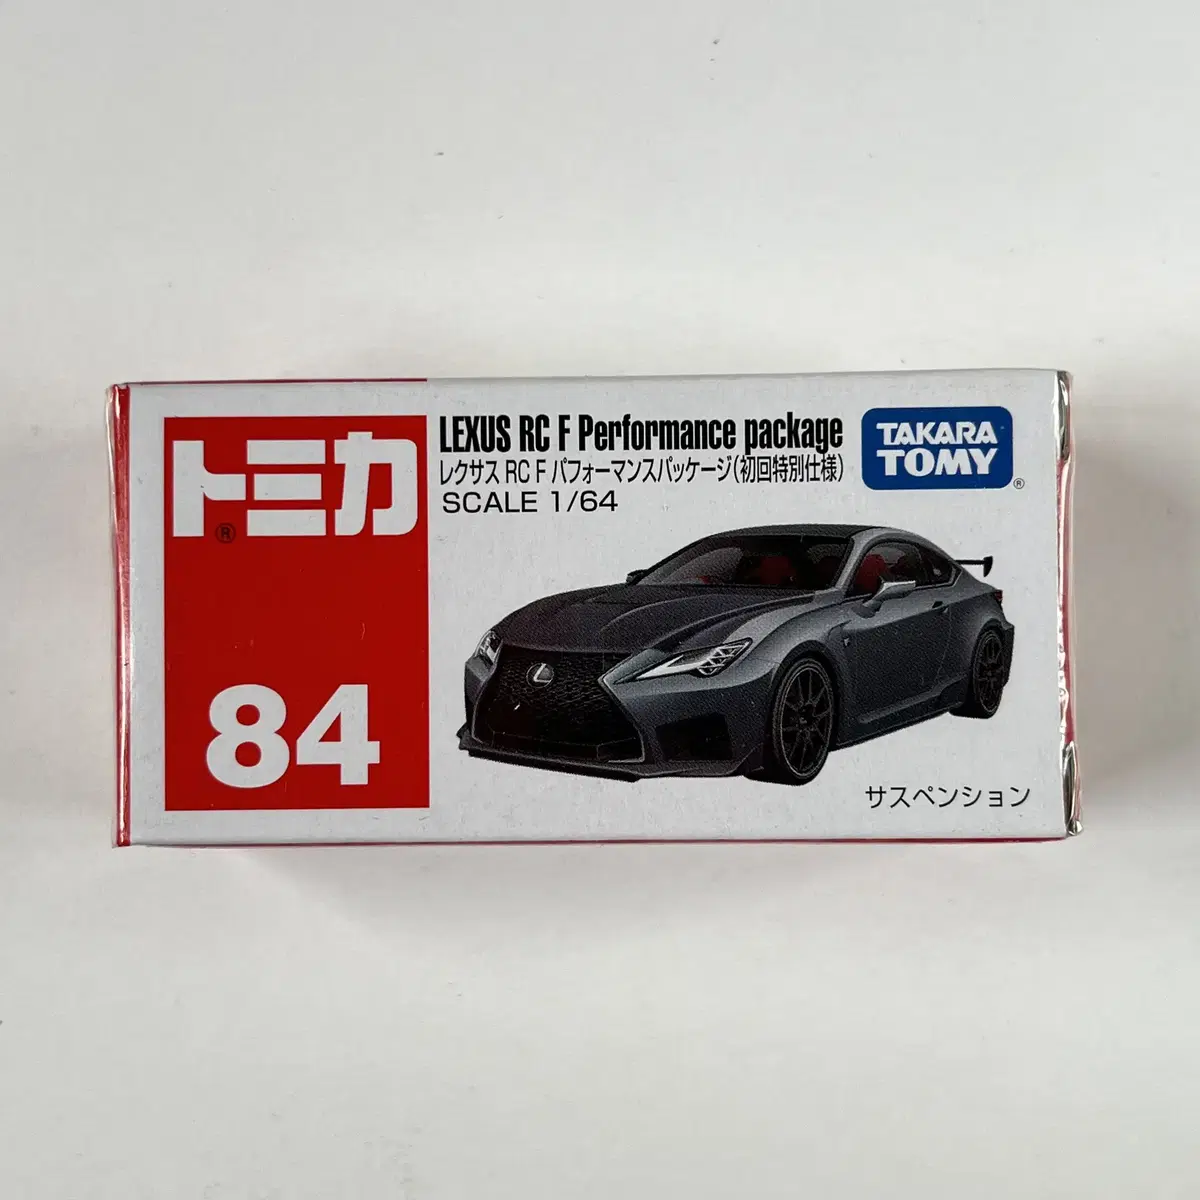 トミカ
®
84
LEXUS RC F Performance package
レクサス RC F パフォーマンスパッケージ(初回特別仕様)
SCALE 1/64
TAKARA
TOMY
®
サスペンション